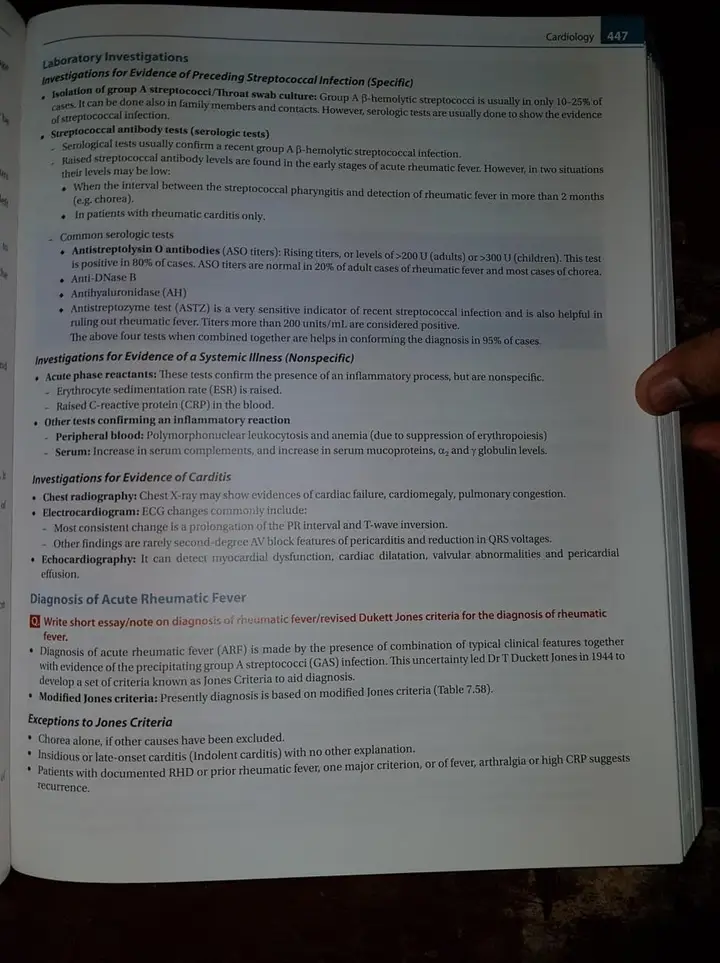 Cardiology 447
Laboratory Investigations
Investigations for Evidence of Preceding Streptococcal Infection (Specific)
• Isolation of group A streptococci/Throat swab culture: Group A β-hemolytic streptococci is usually in only 10–25% of
cases. It can be done also in family members and contacts. However, serologic tests are usually done to show the evidence
of streptococcal infection.
• Streptococcal antibody tests (serologic tests)
– Serological tests usually confirm a recent group A β-hemolytic streptococcal infection.
– Raised streptococcal antibody levels are found in the early stages of acute rheumatic fever. However, in two situations
their levels may be low:
• When the interval between the streptococcal pharyngitis and detection of rheumatic fever in more than 2 months
(e.g. chorea).
• In patients with rheumatic carditis only.
– Common serologic tests
• Antistreptolysin O antibodies (ASO titers): Rising titers, or levels of >200 U (adults) or >300 U (children). This test
is positive in 80% of cases. ASO titers are normal in 20% of adult cases of rheumatic fever and most cases of chorea.
• Anti-DNase B
• Antihyaluronidase (AH)
• Antistreptozyme test (ASTZ) is a very sensitive indicator of recent streptococcal infection and is also helpful in
ruling out rheumatic fever. Titers more than 200 units/mL are considered positive.
The above four tests when combined together are helps in conforming the diagnosis in 95% of cases.
Investigations for Evidence of a Systemic Illness (Nonspecific)
• Acute phase reactants: These tests confirm the presence of an inflammatory process, but are nonspecific.
– Erythrocyte sedimentation rate (ESR) is raised.
– Raised C-reactive protein (CRP) in the blood.
• Other tests confirming an inflammatory reaction
– Peripheral blood: Polymorphonuclear leukocytosis and anemia (due to suppression of erythropoiesis)
– Serum: Increase in serum complements, and increase in serum mucoproteins, α₂ and γ globulin levels.
Investigations for Evidence of Carditis
• Chest radiography: Chest X-ray may show evidences of cardiac failure, cardiomegaly, pulmonary congestion.
• Electrocardiogram: ECG changes commonly include:
– Most consistent change is a prolongation of the PR interval and T-wave inversion.
– Other findings are rarely second-degree AV block features of pericarditis and reduction in QRS voltages.
• Echocardiography: It can detect myocardial dysfunction, cardiac dilatation, valvular abnormalities and pericardial
effusion.
Diagnosis of Acute Rheumatic Fever
Q. Write short essay/note on diagnosis of rheumatic fever/revised Dukett Jones criteria for the diagnosis of rheumatic
fever.
• Diagnosis of acute rheumatic fever (ARF) is made by the presence of combination of typical clinical features together
with evidence of the precipitating group A streptococci (GAS) infection. This uncertainty led Dr T Duckett Jones in 1944 to
develop a set of criteria known as Jones Criteria to aid diagnosis.
• Modified Jones criteria: Presently diagnosis is based on modified Jones criteria (Table 7.58).
Exceptions to Jones Criteria
• Chorea alone, if other causes have been excluded.
• Insidious or late-onset carditis (Indolent carditis) with no other explanation.
• Patients with documented RHD or prior rheumatic fever, one major criterion, or of fever, arthralgia or high CRP suggests
recurrence.